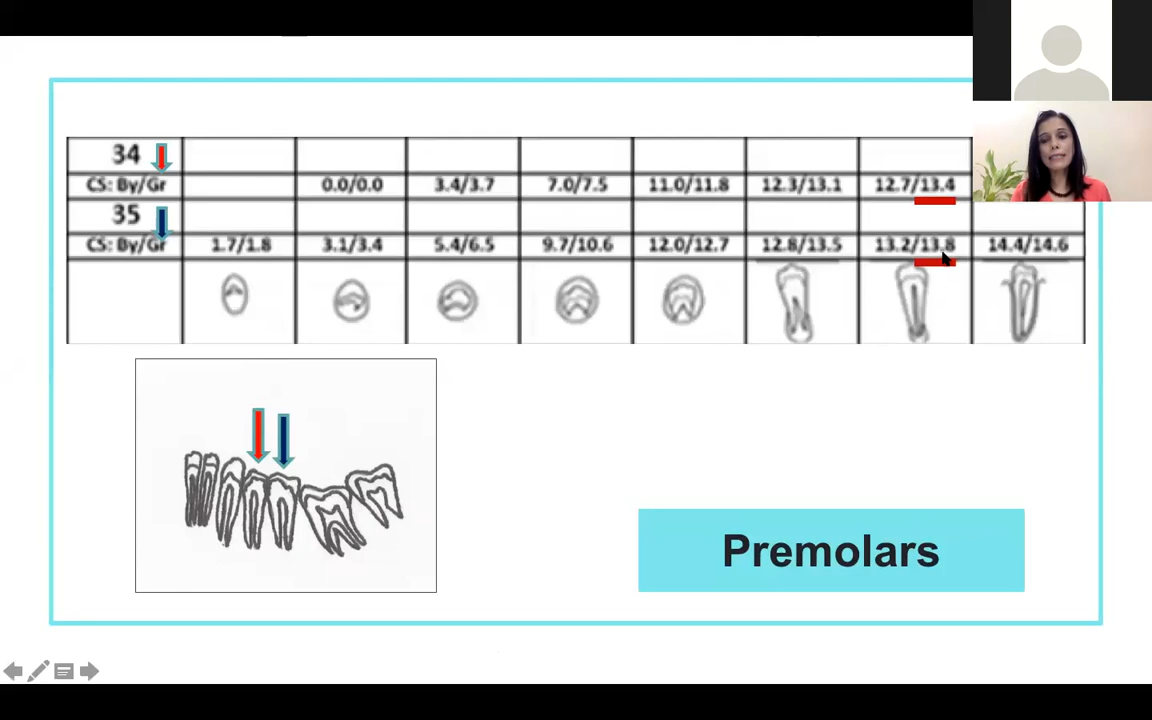 34
CS: By/Gr 0.0/0.0 3.4/3.7 7.0/7.5 11.0/11.8 12.3/13.1 12.7/13.4
35
CS: By/Gr 1.7/1.8 3.1/3.4 5.4/6.5 9.7/10.6 12.0/12.7 12.8/13.5 13.2/13.8 14.4/14.6
Premolars